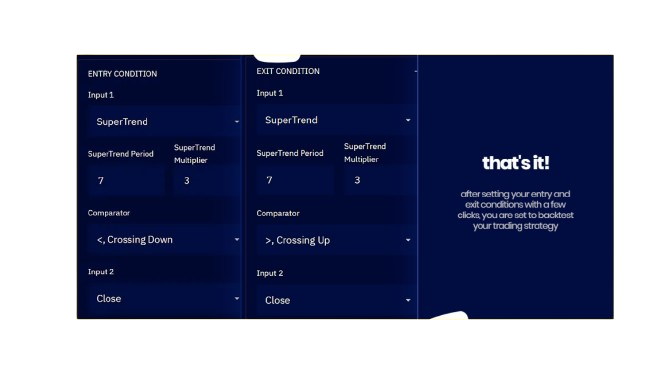 ENTRY CONDITION
Input 1
SuperTrend
SuperTrend Period
SuperTrend
Multiplier
7
3
Comparator
<, Crossing Down
Input 2
Close
EXIT CONDITION
Input 1
SuperTrend
SuperTrend Period
SuperTrend
Multiplier
7
3
Comparator
>, Crossing Up
Input 2
Close
that's it!
after setting your entry and
exit conditions with a few
clicks, you are set to backtest
your trading strategy